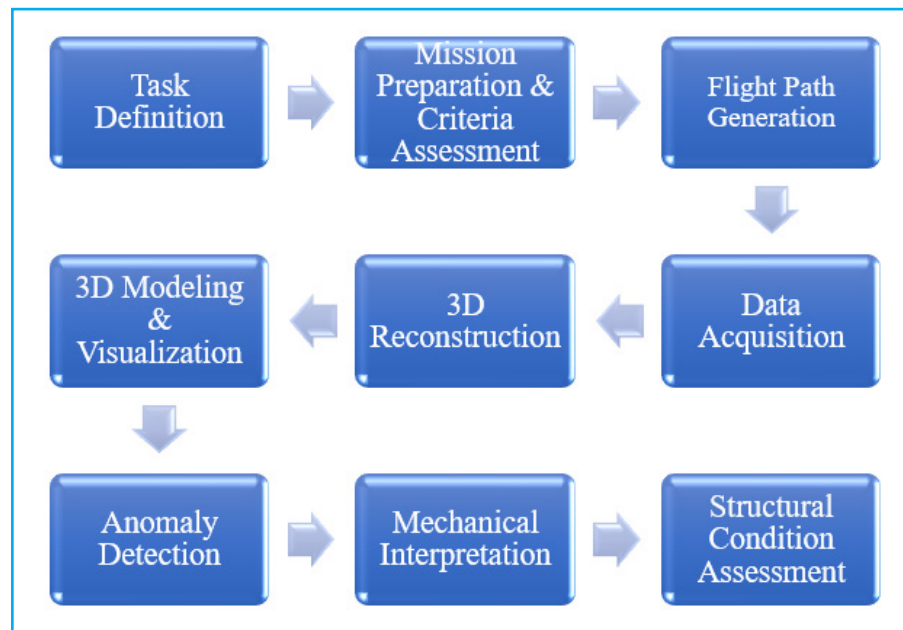 Task
Definition
Mission
Preparation &
Criteria
Assessment
Flight Path
Generation
Data
Acquisition
3D
Reconstruction
3D Modeling
&
Visualization
Anomaly
Detection
Mechanical
Interpretation
Structural
Condition
Assessment